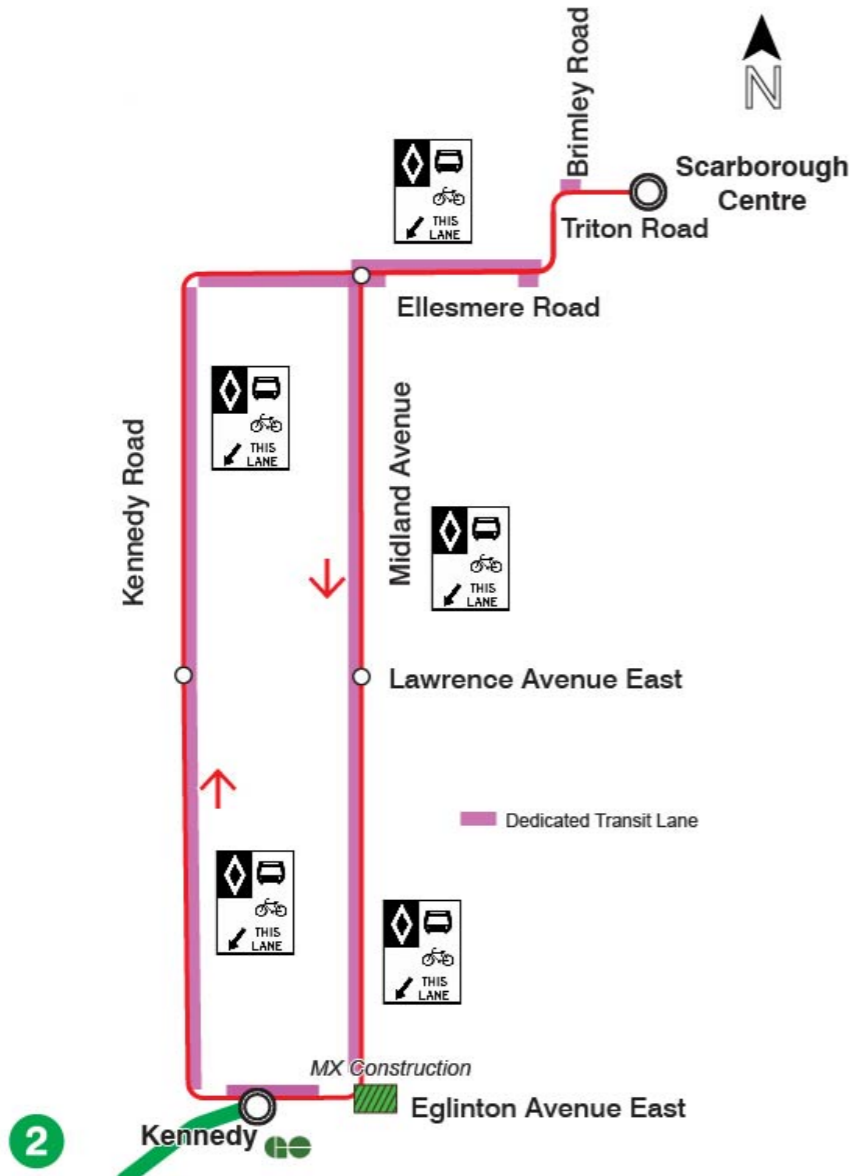 Brimley Road
N
Scarborough
Centre
THIS
LANE
Triton Road
Ellesmere Road
THIS
LANE
Kennedy Road
Midland Avenue
THIS
LANE
Lawrence Avenue East
Dedicated Transit Lane
THIS
LANE
THIS
LANE
MX Construction
Eglinton Avenue East
2
Kennedy
GO